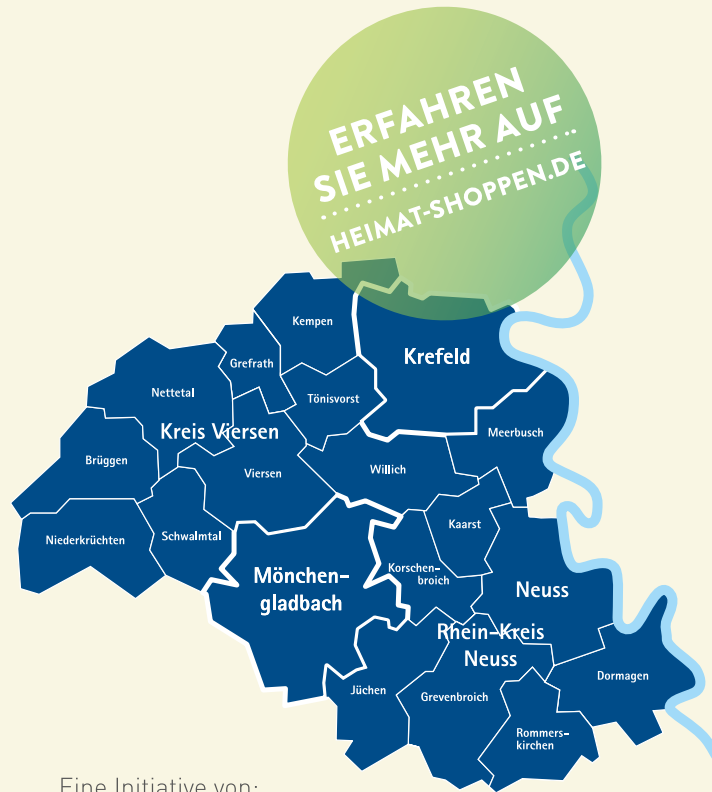 ERFAHREN
SIE MEHR AUF
HEIMAT-SHOPPEN.DE
Kempen
Krefeld
Grefrath
Nettetal
Tönisvorst
Kreis Viersen
Meerbusch
Brüggen
Viersen
Willich
Kaarst
Niederkrüchten
Schwalmtal
Korschen-
broich
Mönchen-
gladbach
Neuss
Rhein-Kreis
Neuss
Dormagen
Jüchen
Grevenbroich
Rommers-
kirchen
Eine Initiative von: